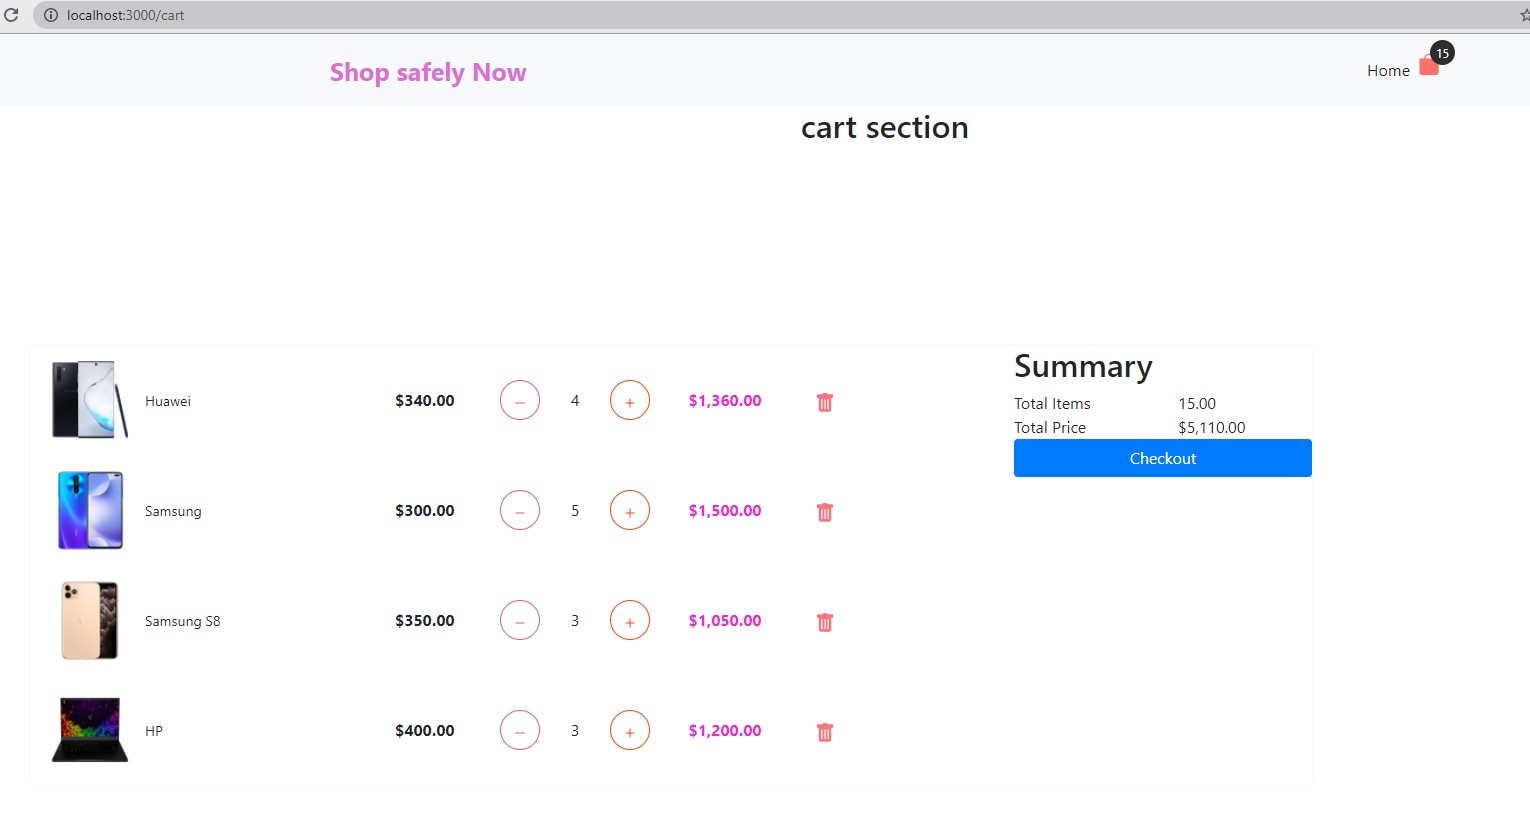 localhost:3000/cart
Shop safely Now
Home 15
cart section
Huawei $340.00 − 4 + $1,360.00
Samsung $300.00 − 5 + $1,500.00
Samsung S8 $350.00 − 3 + $1,050.00
HP $400.00 − 3 + $1,200.00
Summary
Total Items 15.00
Total Price $5,110.00
Checkout